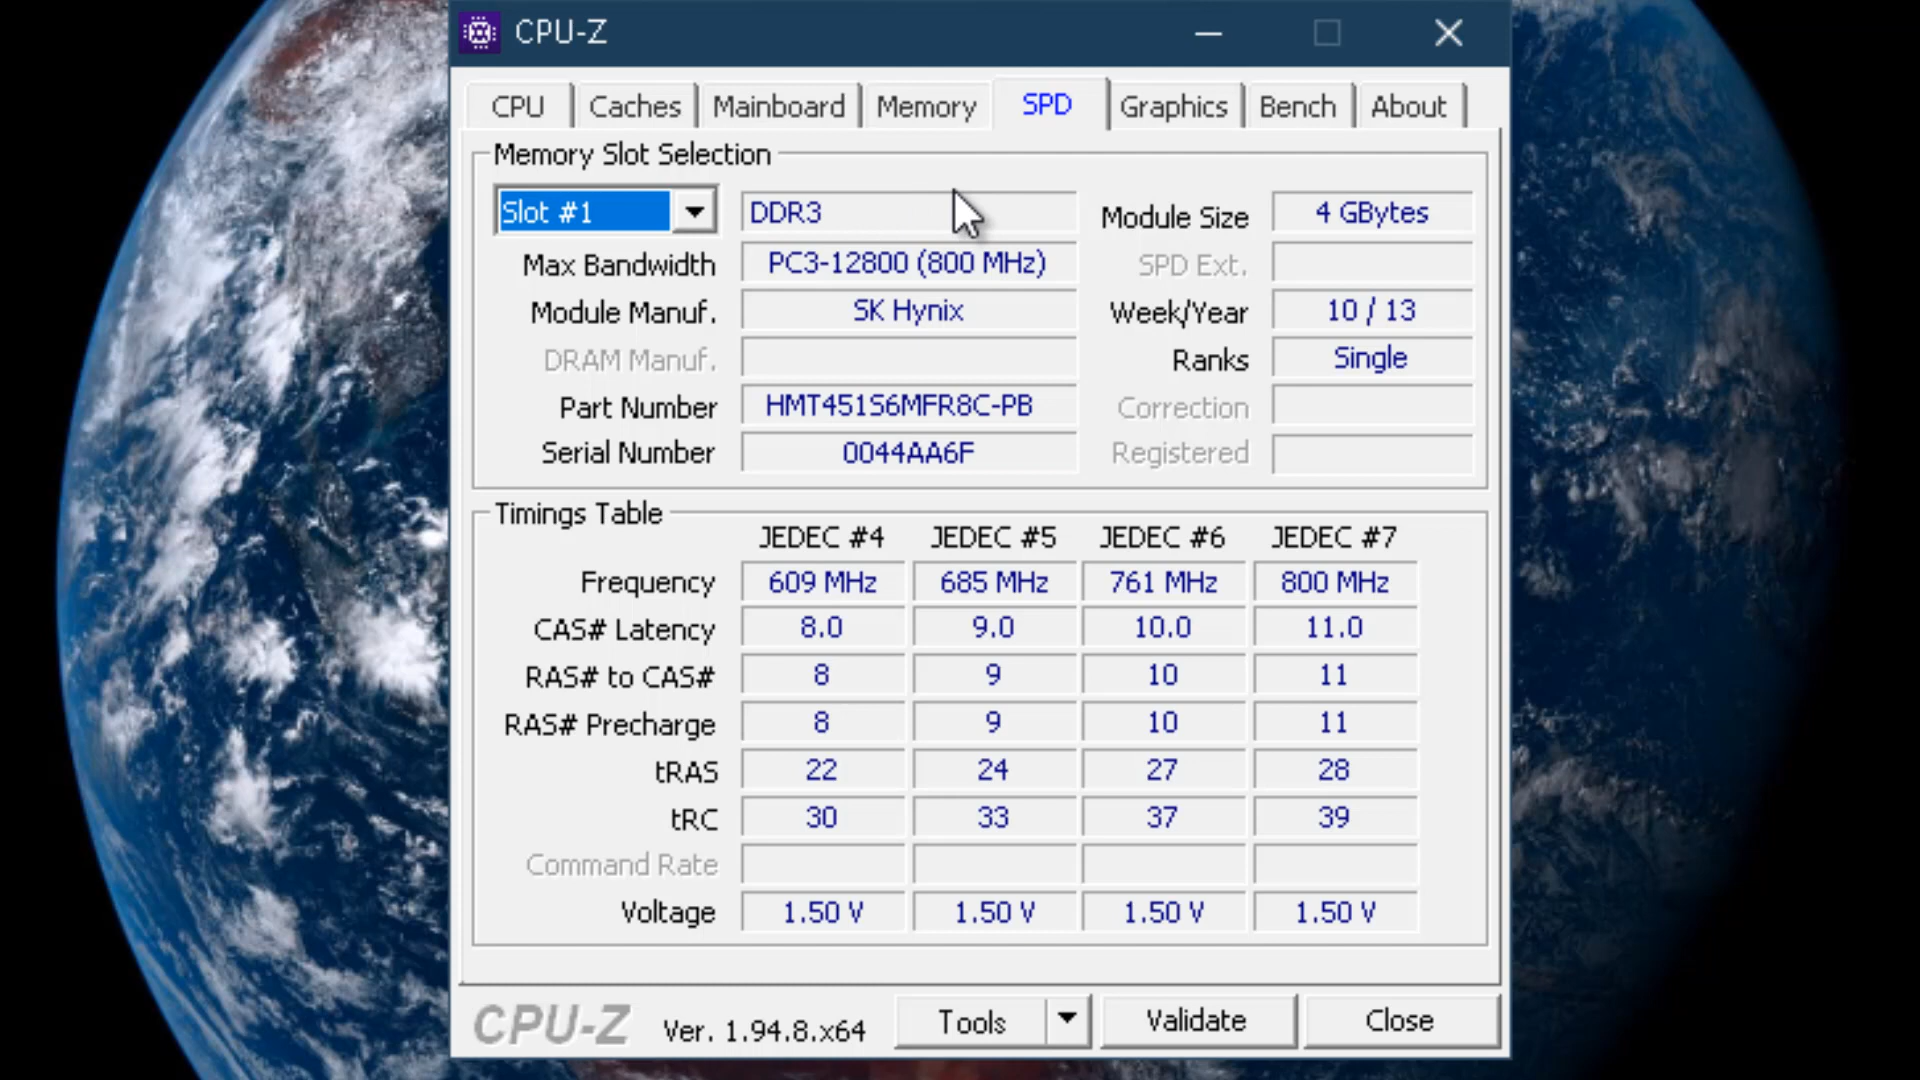 CPU-Z
CPU Caches Mainboard Memory SPD Graphics Bench About
Memory Slot Selection
Slot #1 DDR3 Module Size 4 GBytes
Max Bandwidth PC3-12800 (800 MHz) SPD Ext.
Module Manuf. SK Hynix Week/Year 10 / 13
DRAM Manuf. Ranks Single
Part Number HMT451S6MFR8C-PB Correction
Serial Number 0044AA6F Registered
Timings Table
JEDEC #4 JEDEC #5 JEDEC #6 JEDEC #7
Frequency 609 MHz 685 MHz 761 MHz 800 MHz
CAS# Latency 8.0 9.0 10.0 11.0
RAS# to CAS# 8 9 10 11
RAS# Precharge 8 9 10 11
tRAS 22 24 27 28
tRC 30 33 37 39
Command Rate
Voltage 1.50 V 1.50 V 1.50 V 1.50 V
CPU-Z Ver. 1.94.8.x64 Tools Validate Close